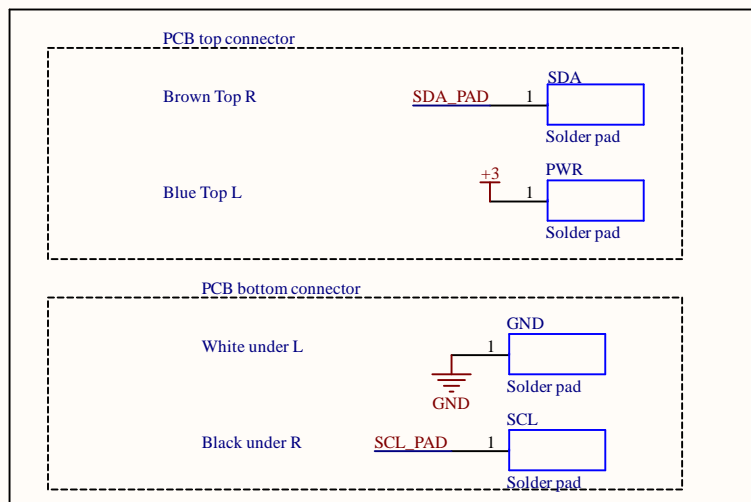 PCB top connector
SDA
Brown Top R
SDA_PAD
1
Solder pad
+3
PWR
Blue Top L
1
Solder pad
PCB bottom connector
GND
White under L
1
GND
Solder pad
SCL
Black under R
SCL_PAD
1
Solder pad